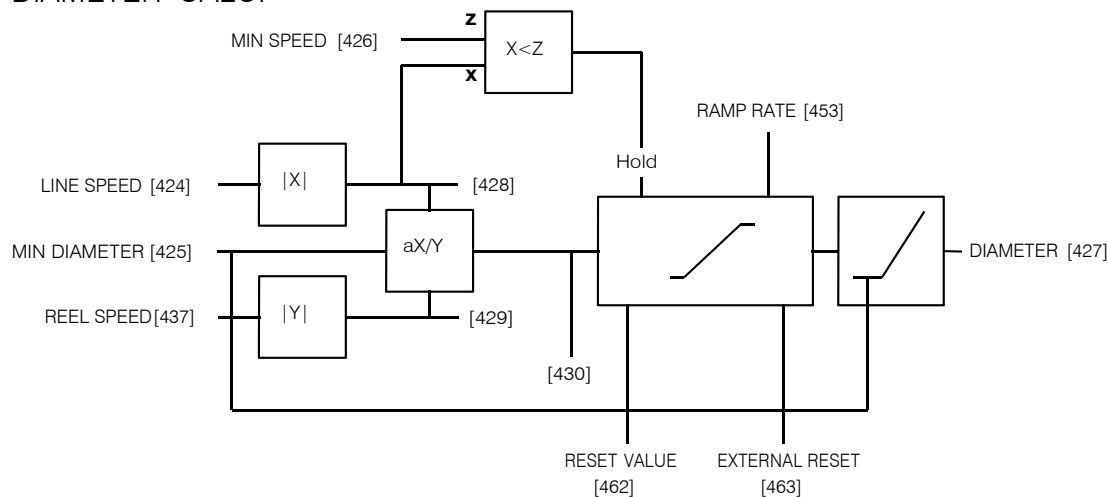 DIAMETER CALC.
MIN SPEED [426]
z
x
X<Z
RAMP RATE [453]
Hold
LINE SPEED [424]
|X|
[428]
MIN DIAMETER [425]
aX/Y
DIAMETER [427]
REEL SPEED[437]
|Y|
[429]
[430]
RESET VALUE
[462]
EXTERNAL RESET
[463]